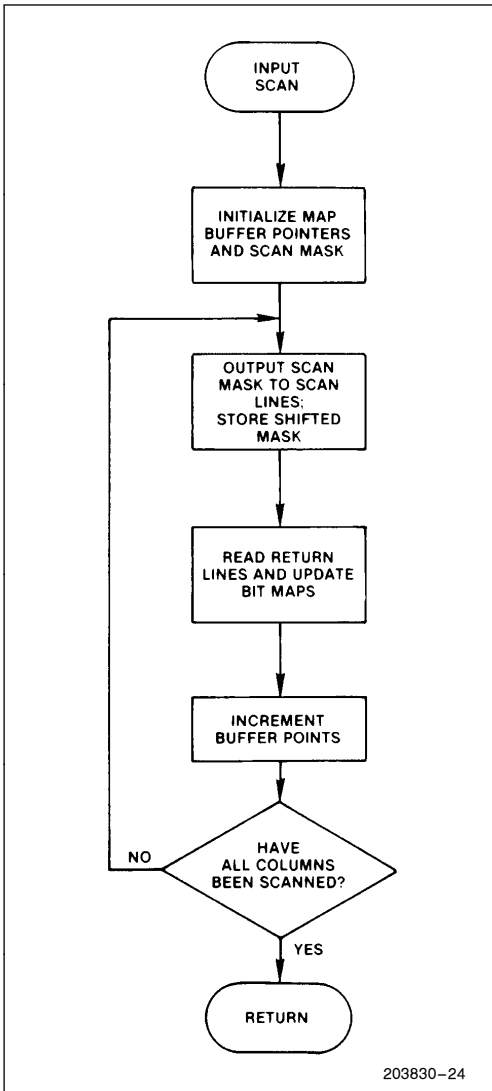 INPUT
SCAN
INITIALIZE MAP
BUFFER POINTERS
AND SCAN MASK
OUTPUT SCAN
MASK TO SCAN
LINES;
STORE SHIFTED
MASK
READ RETURN
LINES AND UPDATE
BIT MAPS
INCREMENT
BUFFER POINTS
HAVE
ALL COLUMNS
BEEN SCANNED?
NO
YES
RETURN
203830–24